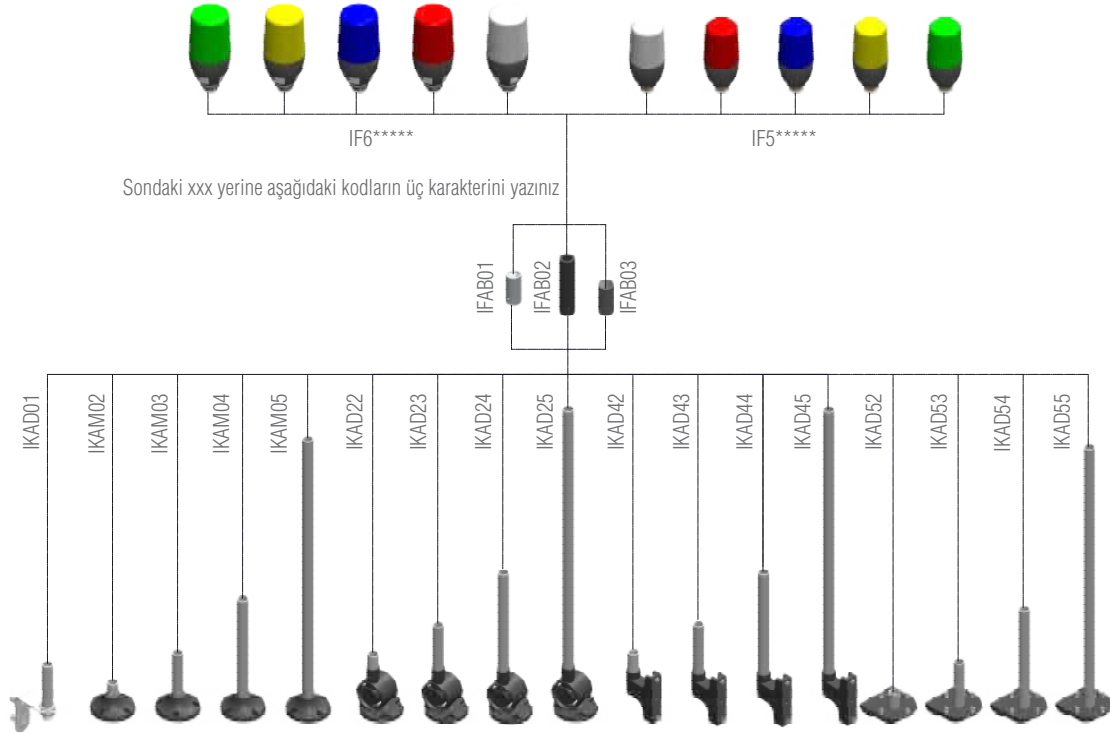 IF6*****
IF5*****
Sondaki xxx yerine aşağıdaki kodların üç karakterini yazınız
IFAB01
IFAB02
IFAB03
IKAD01
IKAM02
IKAM03
IKAM04
IKAM05
IKAD22
IKAD23
IKAD24
IKAD25
IKAD42
IKAD43
IKAD44
IKAD45
IKAD52
IKAD53
IKAD54
IKAD55